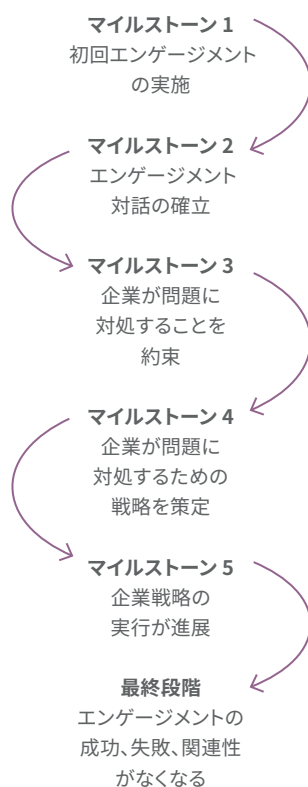 マイルストーン 1
初回エンゲージメント
の実施
マイルストーン 2
エンゲージメント
対話の確立
マイルストーン 3
企業が問題に
対処することを
約束
マイルストーン 4
企業が問題に
対処するための
戦略を策定
マイルストーン 5
企業戦略の
実行が進展
最終段階
エンゲージメントの
成功、失敗、関連性
がなくなる